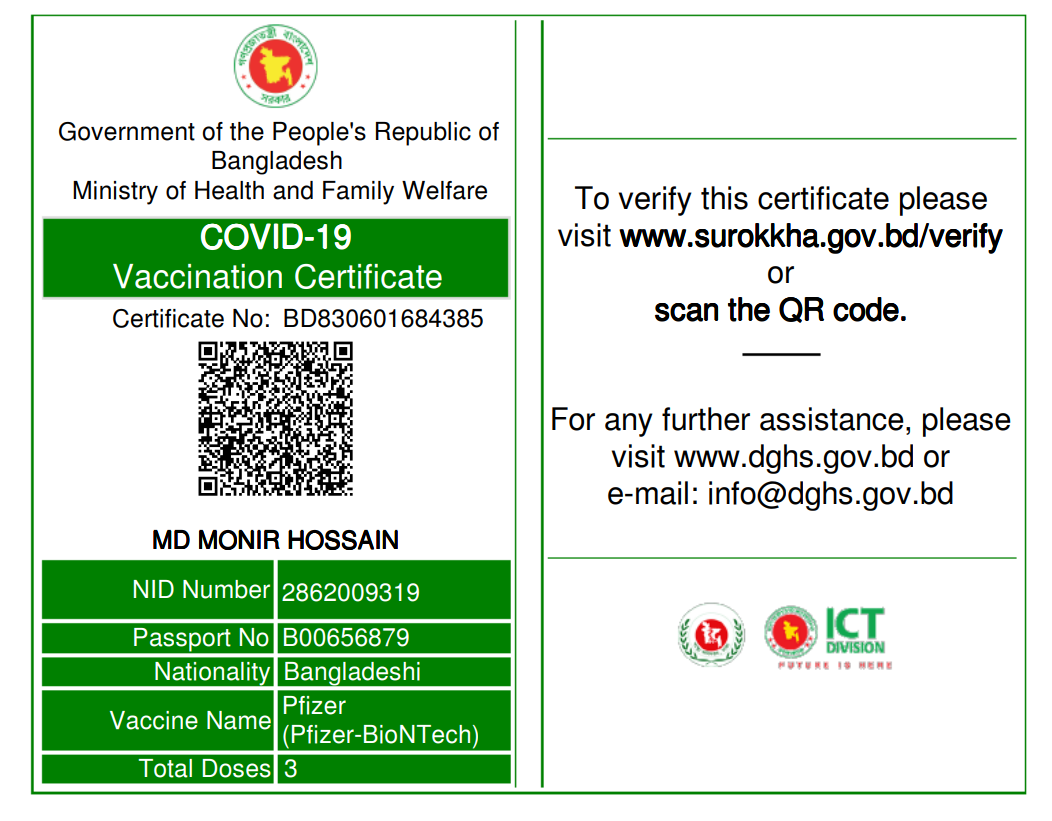 গণপ্রজাতন্ত্রী বাংলাদেশ
সরকার
Government of the People's Republic of
Bangladesh
Ministry of Health and Family Welfare
COVID-19
Vaccination Certificate
Certificate No: BD830601684385
MD MONIR HOSSAIN
NID Number 2862009319
Passport No B00656879
Nationality Bangladeshi
Vaccine Name Pfizer
(Pfizer-BioNTech)
Total Doses 3
To verify this certificate please
visit www.surokkha.gov.bd/verify
or
scan the QR code.
For any further assistance, please
visit www.dghs.gov.bd or
e-mail: info@dghs.gov.bd
ICT
DIVISION
FUTURE IS HERE